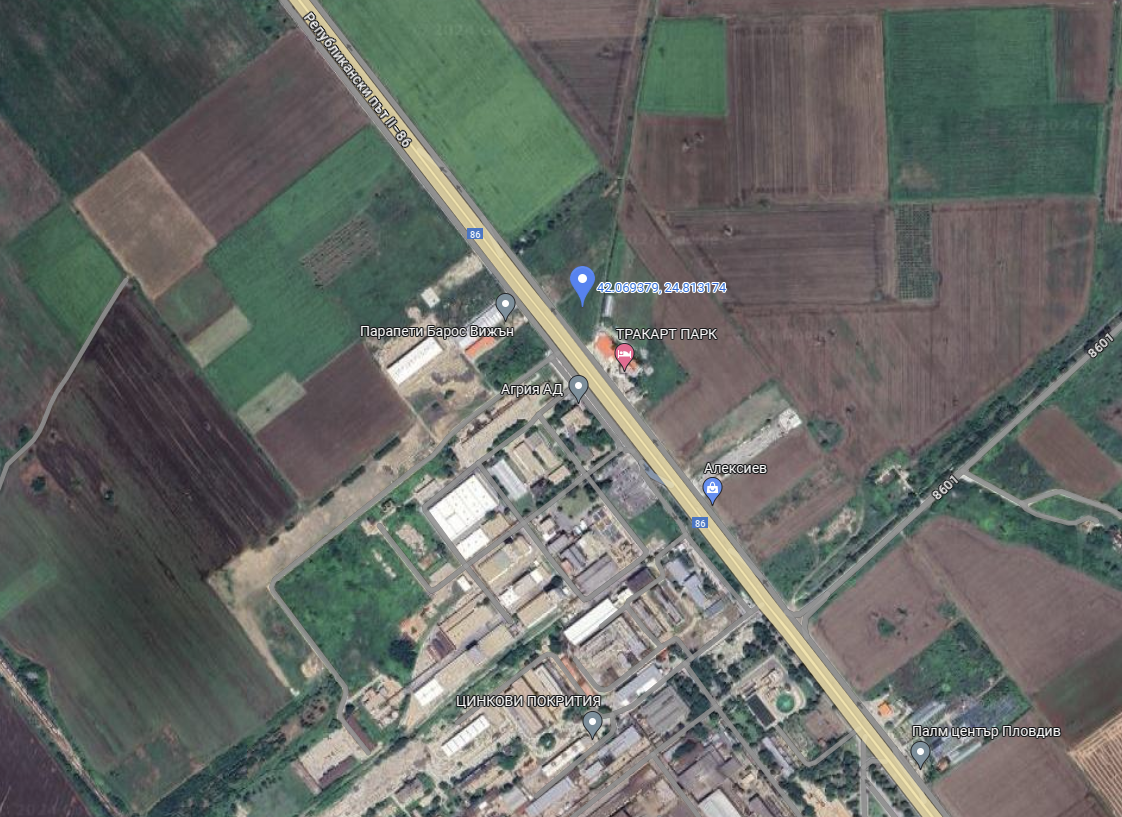 Републикански път II-86
86
42.069379, 24.813174
Парапети Барос Вижън
ТРАКАРТ ПАРК
8601
Агрия АД
Алексиев
8601
86
ЦИНКОВИ ПОКРИТИЯ
Палм център Пловдив